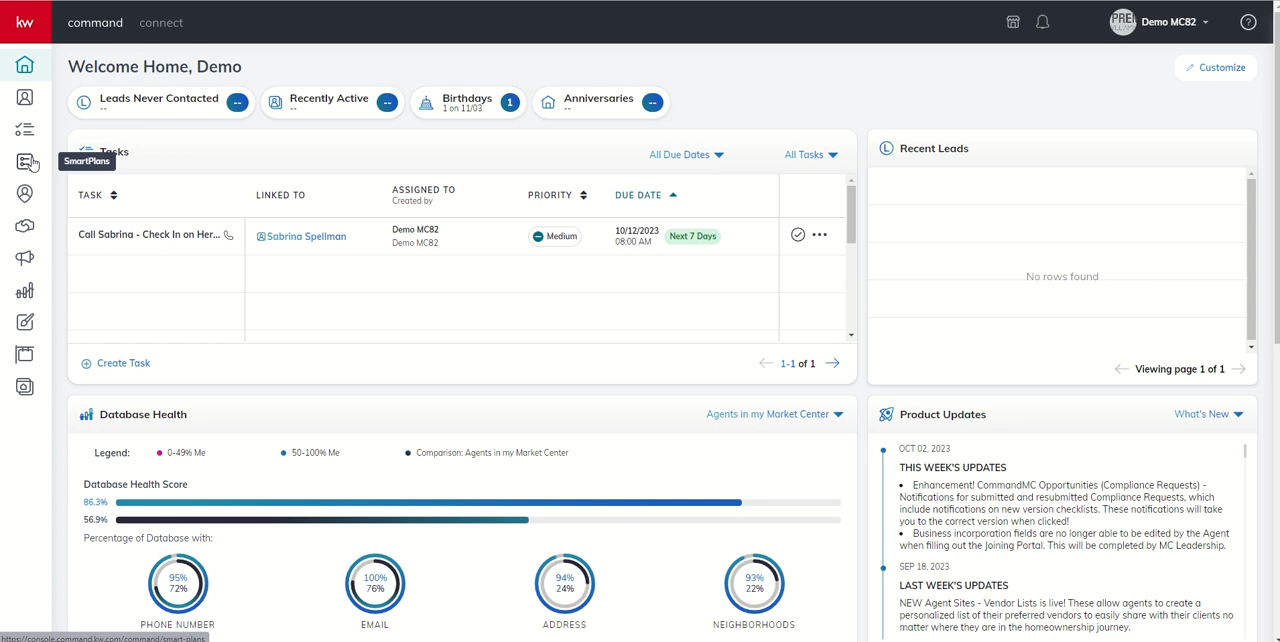 kw
command
connect
PREI
Demo MC82
?
Welcome Home, Demo
Customize
Leads Never Contacted
--
--
Recently Active
--
--
Birthdays
1 on 11/03
1
Anniversaries
--
--
SmartPlans
Tasks
All Due Dates
All Tasks
TASK
LINKED TO
ASSIGNED TO
Created by
PRIORITY
DUE DATE
Call Sabrina - Check In on Her...
Sabrina Spellman
Demo MC82
Demo MC82
Medium
10/12/2023
08:00 AM
Next 7 Days
Create Task
1-1 of 1
Recent Leads
No rows found
Viewing page 1 of 1
Database Health
Agents in my Market Center
Legend:
0-49% Me
50-100% Me
Comparison: Agents in my Market Center
Database Health Score
86.3%
56.9%
Percentage of Database with:
95%
72%
PHONE NUMBER
100%
76%
EMAIL
94%
24%
ADDRESS
93%
22%
NEIGHBORHOODS
Product Updates
What's New
OCT 02, 2023
THIS WEEK'S UPDATES
• Enhancement! CommandMC Opportunities (Compliance Requests) -
Notifications for submitted and resubmitted Compliance Requests, which
include notifications on new version checklists. These notifications will take
you to the correct version when clicked!
• Business incorporation fields are no longer able to be edited by the Agent
when filling out the Joining Portal. This will be completed by MC Leadership.
SEP 18, 2023
LAST WEEK'S UPDATES
NEW Agent Sites - Vendor Lists is live! These allow agents to create a
personalized list of their preferred vendors to easily share with their clients no
matter where they are in the homeownership journey.
https://console.command.kw.com/command/smart-plans